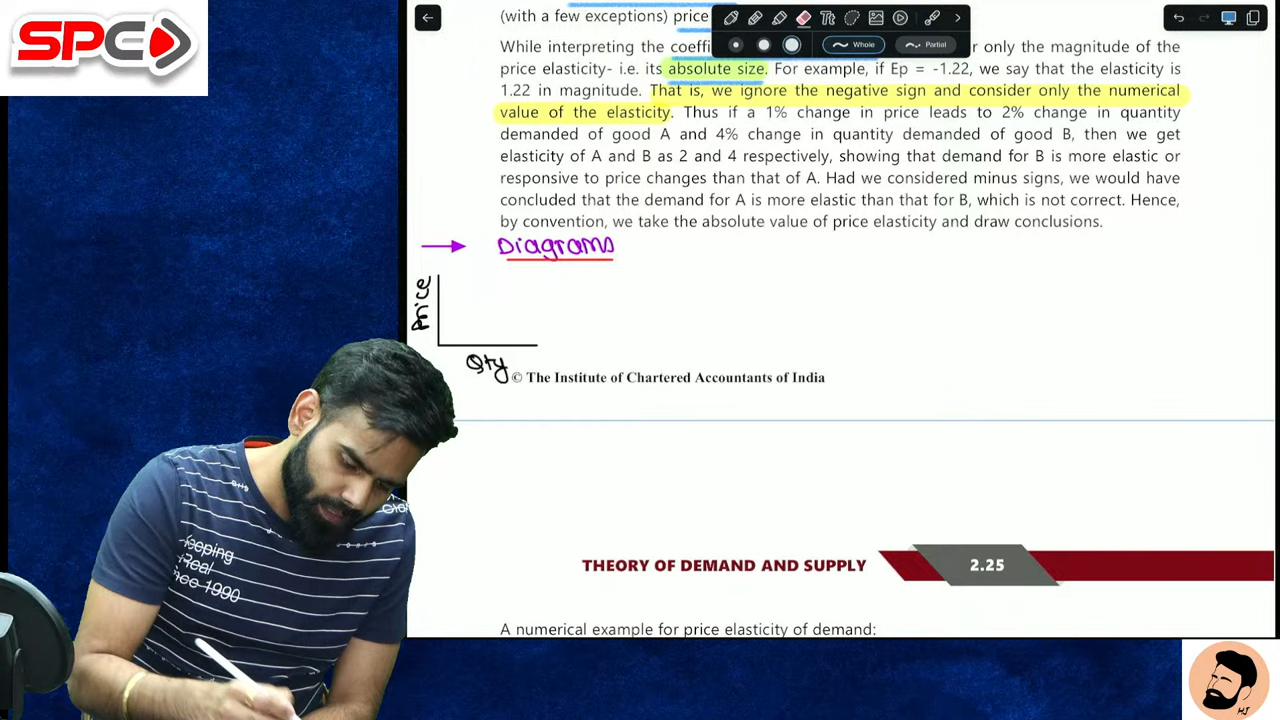 SPC
(with a few exceptions) price
Whole
Partial
While interpreting the coeffi r only the magnitude of the
price elasticity- i.e. its absolute size. For example, if Ep = -1.22, we say that the elasticity is
1.22 in magnitude. That is, we ignore the negative sign and consider only the numerical
value of the elasticity. Thus if a 1% change in price leads to 2% change in quantity
demanded of good A and 4% change in quantity demanded of good B, then we get
elasticity of A and B as 2 and 4 respectively, showing that demand for B is more elastic or
responsive to price changes than that of A. Had we considered minus signs, we would have
concluded that the demand for A is more elastic than that for B, which is not correct. Hence,
by convention, we take the absolute value of price elasticity and draw conclusions.
Diagrams
Price
Qty
© The Institute of Chartered Accountants of India
THEORY OF DEMAND AND SUPPLY 2.25
A numerical example for price elasticity of demand:
Keeping
Real
Since 1990
HJ